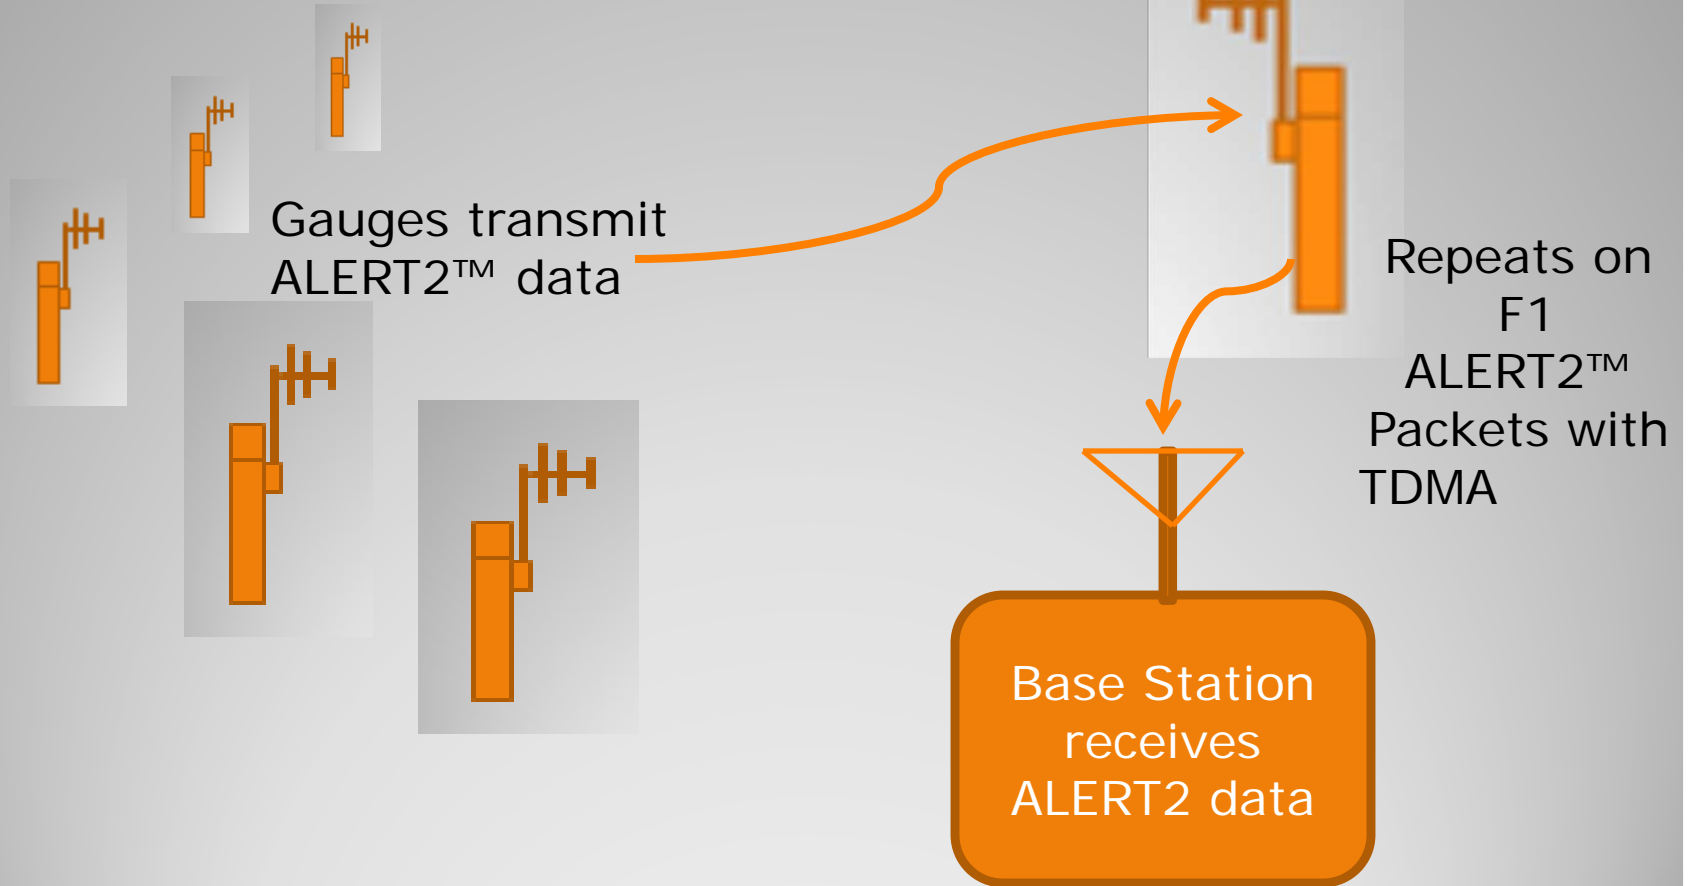 Gauges transmit
ALERT2™ data
Repeats on
F1
ALERT2™
Packets with
TDMA
Base Station
receives
ALERT2 data